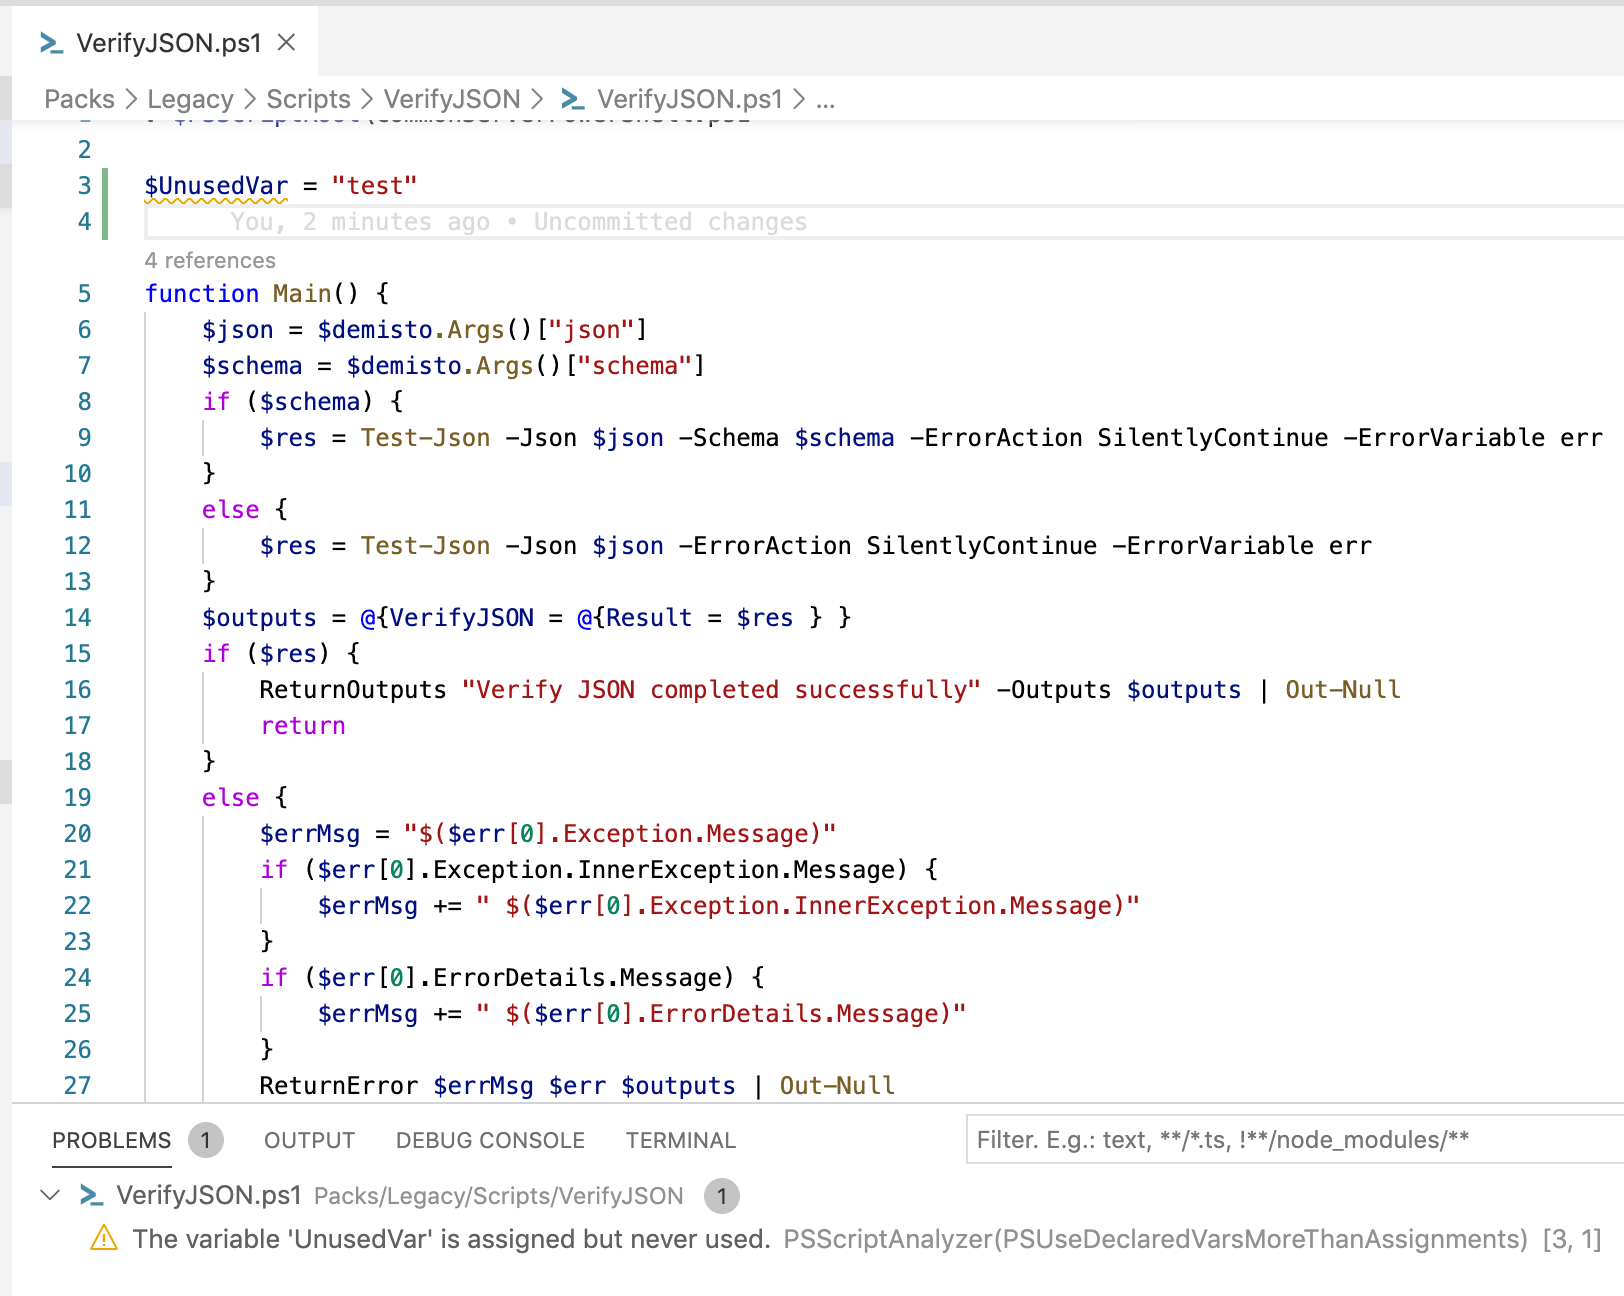 VerifyJSON.ps1
Packs > Legacy > Scripts > VerifyJSON > VerifyJSON.ps1 > ...
2
3 $UnusedVar = "test"
4 You, 2 minutes ago • Uncommitted changes
4 references
5 function Main() {
6 $json = $demisto.Args()["json"]
7 $schema = $demisto.Args()["schema"]
8 if ($schema) {
9 $res = Test-Json -Json $json -Schema $schema -ErrorAction SilentlyContinue -ErrorVariable err
10 }
11 else {
12 $res = Test-Json -Json $json -ErrorAction SilentlyContinue -ErrorVariable err
13 }
14 $outputs = @{VerifyJSON = @{Result = $res } }
15 if ($res) {
16 ReturnOutputs "Verify JSON completed successfully" -Outputs $outputs | Out-Null
17 return
18 }
19 else {
20 $errMsg = "$($err[0].Exception.Message)"
21 if ($err[0].Exception.InnerException.Message) {
22 $errMsg += " $($err[0].Exception.InnerException.Message)"
23 }
24 if ($err[0].ErrorDetails.Message) {
25 $errMsg += " $($err[0].ErrorDetails.Message)"
26 }
27 ReturnError $errMsg $err $outputs | Out-Null
PROBLEMS 1 OUTPUT DEBUG CONSOLE TERMINAL Filter. E.g.: text, **/*.ts, !**/node_modules/**
VerifyJSON.ps1 Packs/Legacy/Scripts/VerifyJSON 1
The variable 'UnusedVar' is assigned but never used. PSScriptAnalyzer(PSUseDeclaredVarsMoreThanAssignments) [3, 1]